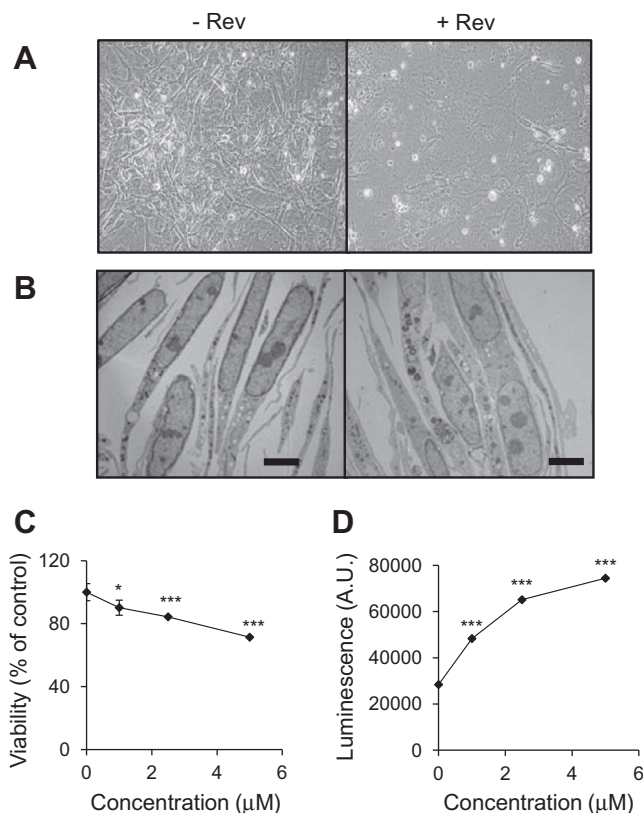 - Rev
+ Rev
A
B
C
D
Viability (% of control)
120
80
40
0
*
***
***
0
2
4
6
Concentration (μM)
Luminescence (A.U.)
80000
60000
40000
20000
0
***
***
***
0
2
4
6
Concentration (μM)